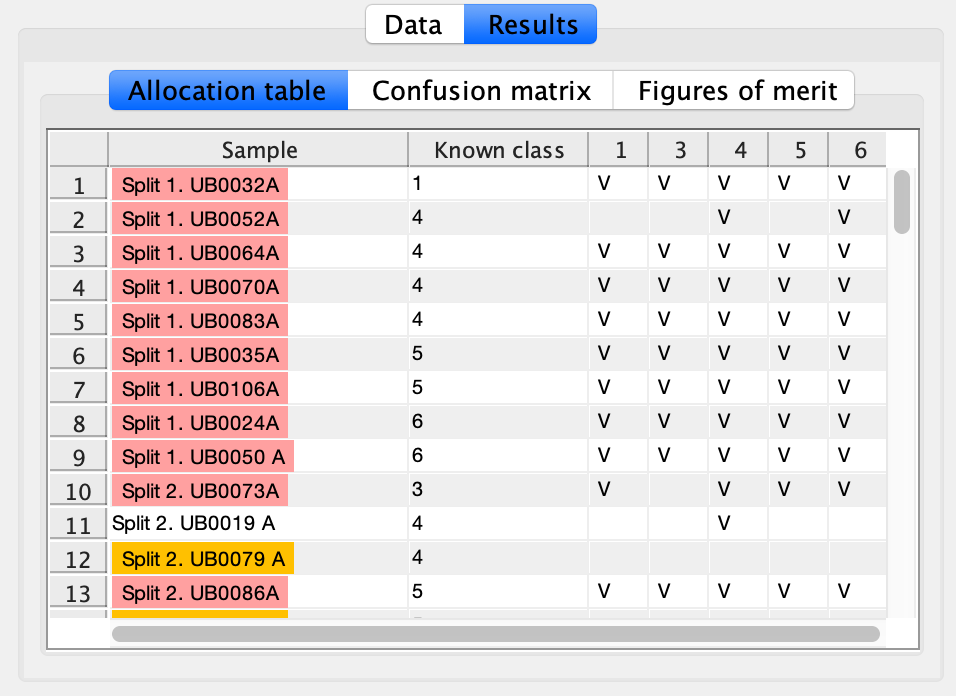 Data Results
Allocation table Confusion matrix Figures of merit
Sample Known class 1 3 4 5 6
1 Split 1. UB0032A 1 V V V V V
2 Split 1. UB0052A 4 V V
3 Split 1. UB0064A 4 V V V V V
4 Split 1. UB0070A 4 V V V V V
5 Split 1. UB0083A 4 V V V V V
6 Split 1. UB0035A 5 V V V V V
7 Split 1. UB0106A 5 V V V V V
8 Split 1. UB0024A 6 V V V V V
9 Split 1. UB0050 A 6 V V V V V
10 Split 2. UB0073A 3 V V V V
11 Split 2. UB0019 A 4 V
12 Split 2. UB0079 A 4
13 Split 2. UB0086A 5 V V V V V